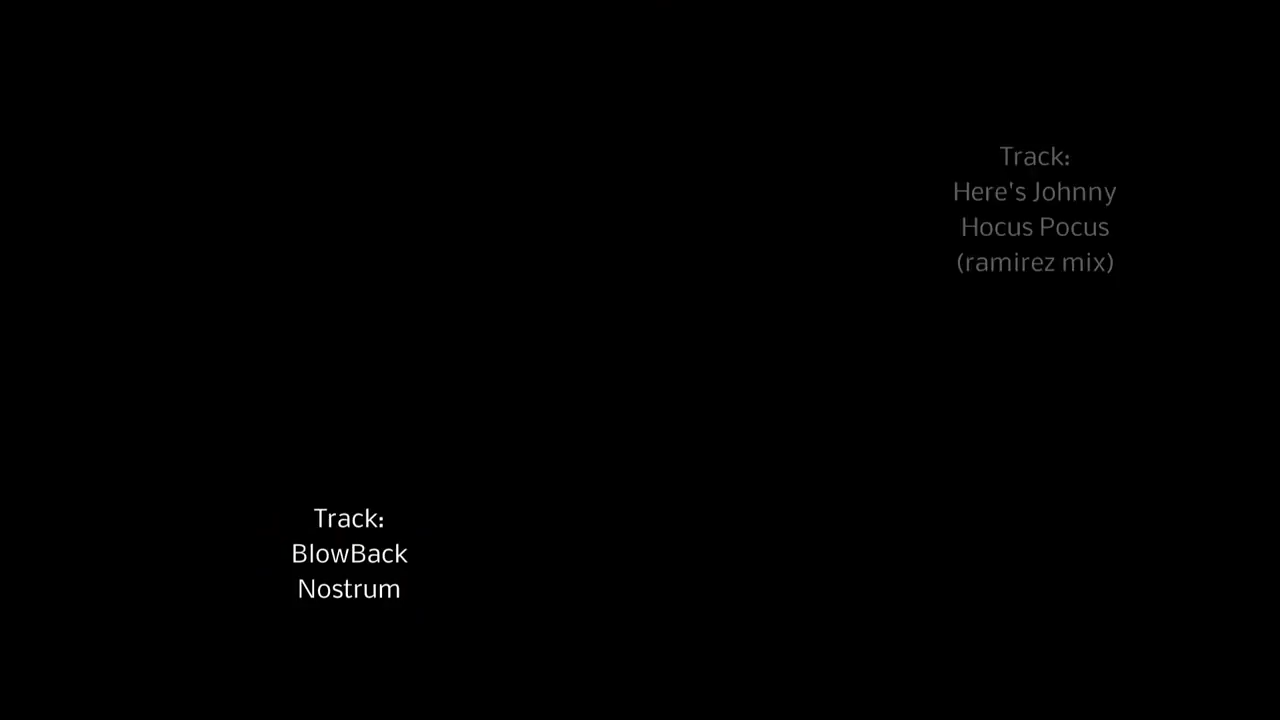 Track:
Here's Johnny
Hocus Pocus
(ramirez mix)
Track:
BlowBack
Nostrum